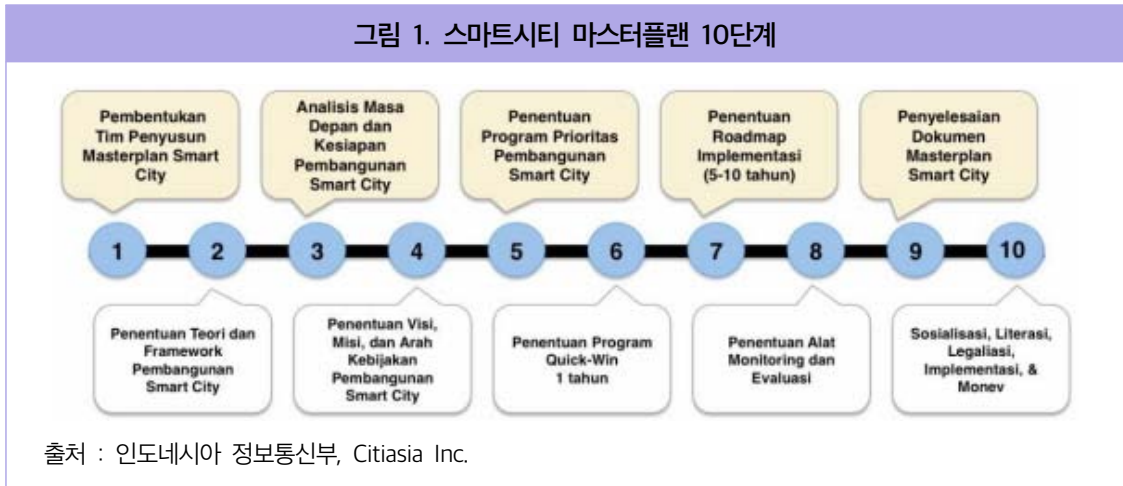 그림 1. 스마트시티 마스터플랜 10단계
Pembentukan
Tim Penyusun
Masterplan Smart
City
Analisis Masa
Depan dan
Kesiapan
Pembangunan
Smart City
Penentuan
Program Prioritas
Pembangunan
Smart City
Penentuan
Roadmap
Implementasi
(5-10 tahun)
Penyelesaian
Dokumen
Masterplan
Smart City
1
2
3
4
5
6
7
8
9
10
Penentuan Teori dan
Framework
Pembangunan
Smart City
Penentuan Visi,
Misi, dan Arah
Kebijakan
Pembangunan
Smart City
Penentuan Program
Quick-Win
1 tahun
Penentuan Alat
Monitoring dan
Evaluasi
Sosialisasi, Literasi,
Legaliasi,
Implementasi, &
Monev
출처 : 인도네시아 정보통신부, Citiasia Inc.